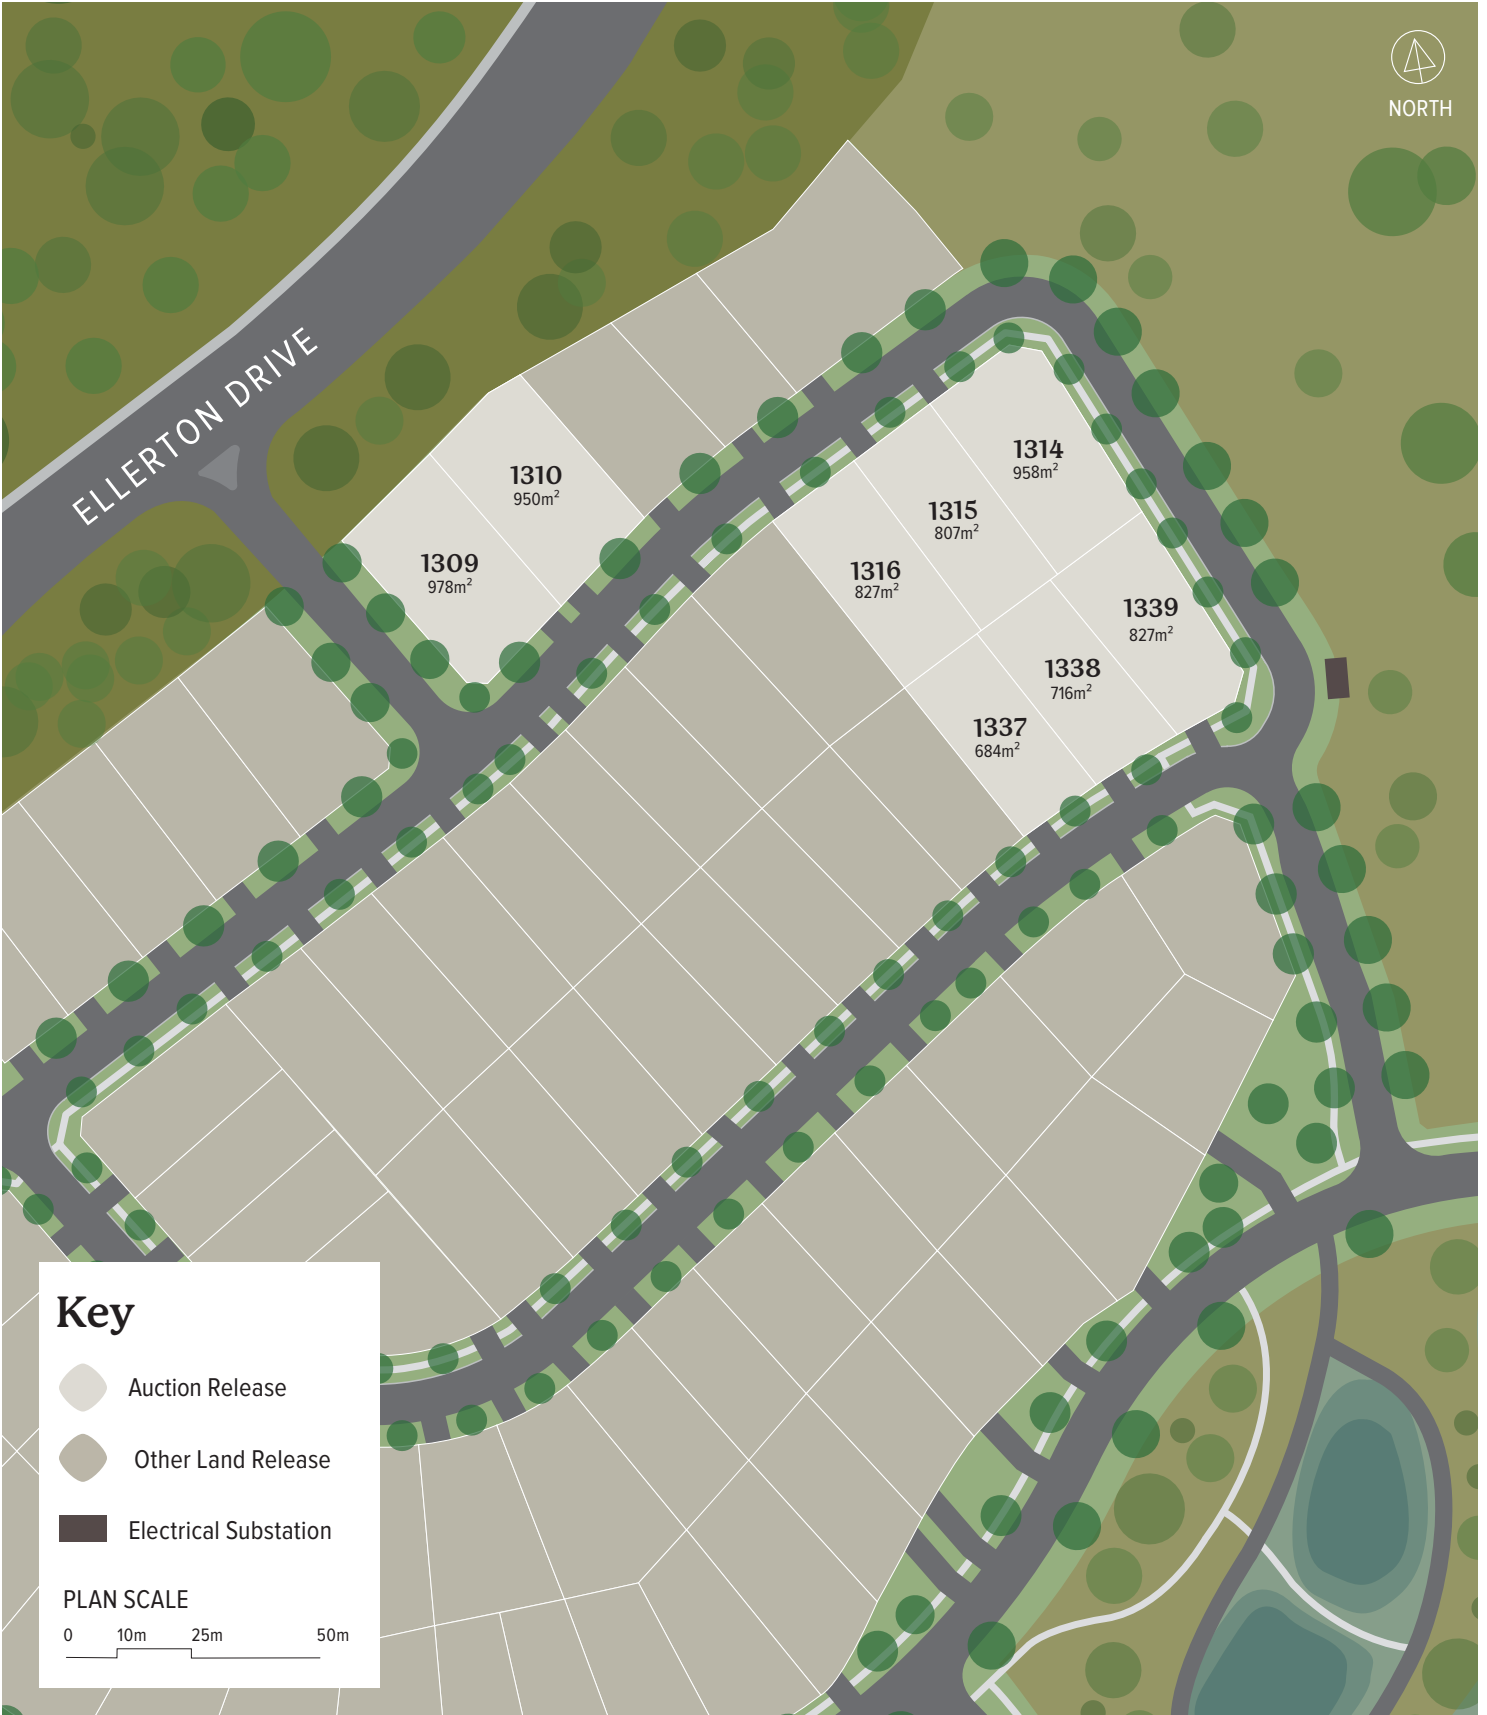 NORTH
ELLERTON DRIVE
1310
950m²
1309
978m²
1314
958m²
1315
807m²
1316
827m²
1339
827m²
1338
716m²
1337
684m²
Key
Auction Release
Other Land Release
Electrical Substation
PLAN SCALE
0 10m 25m 50m